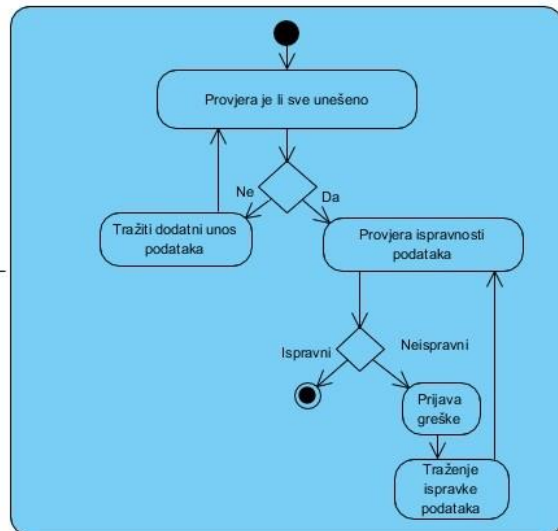 Provjera je li sve unešeno
Ne
Da
Tražiti dodatni unos
podataka
Provjera ispravnosti
podataka
Ispravni
Neispravni
Prijava
greške
Traženje
ispravke
podataka